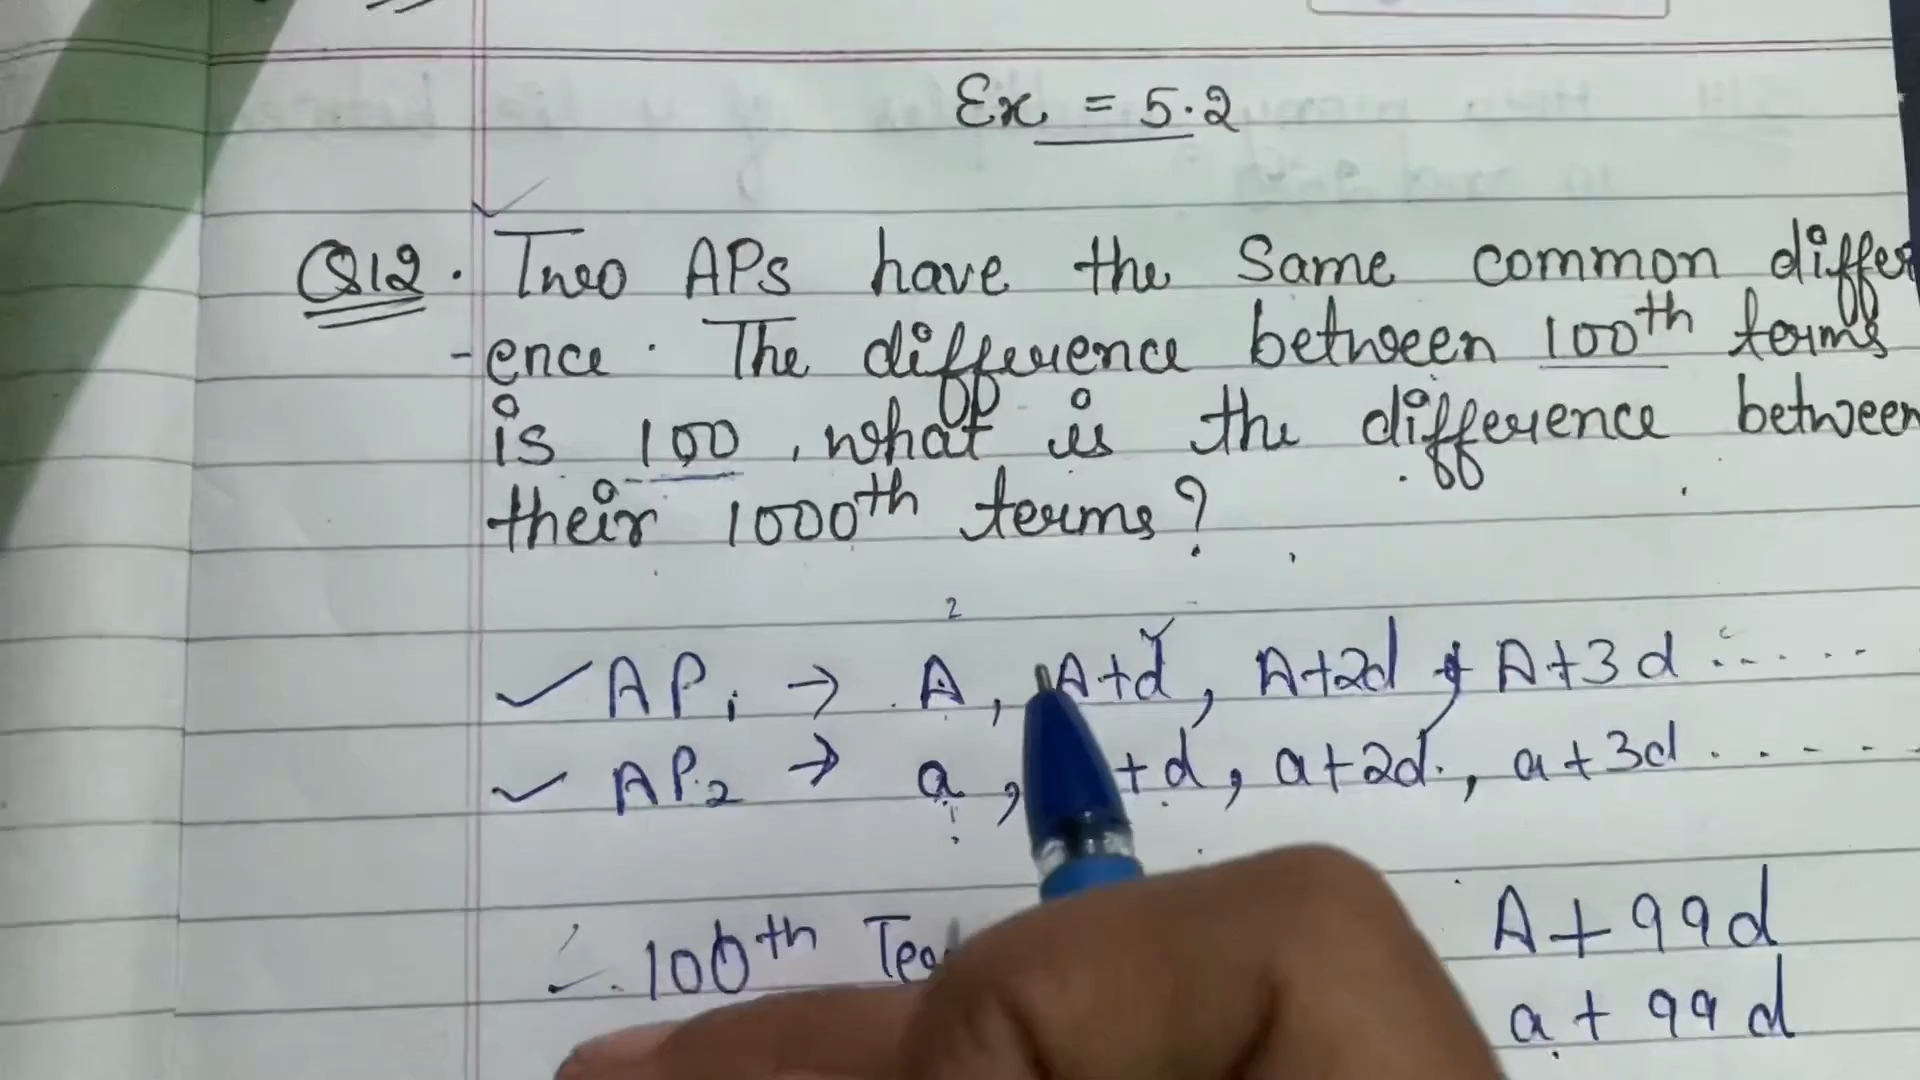 Ex = 5.2
Q12. Two APs have the Same common differ
-ence. The difference between 100th terms
is 100, what is the difference between
their 1000th terms?
2
✓ AP1 → A, A+d, A+2d, A+3d .....
✓ AP2 → a, +d, a+2d, a+3d .....
100th A+99d
a+99d